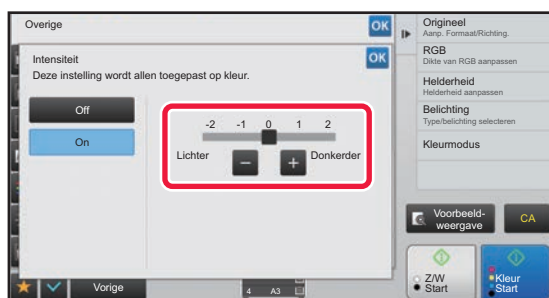 Overige
OK
Intensiteit
OK
Deze instelling wordt allen toegepast op kleur.
Off
On
-2 -1 0 1 2
Lichter
Donkerder
Vorige
4 A3
Origineel
Aanp. Formaat/Richting.
RGB
Dikte van RGB aanpassen
Helderheid
Helderheid aanpassen
Belichting
Type/belichting selecteren
Kleurmodus
Voorbeeld-
weergave
CA
Z/W
Start
Kleur
Start